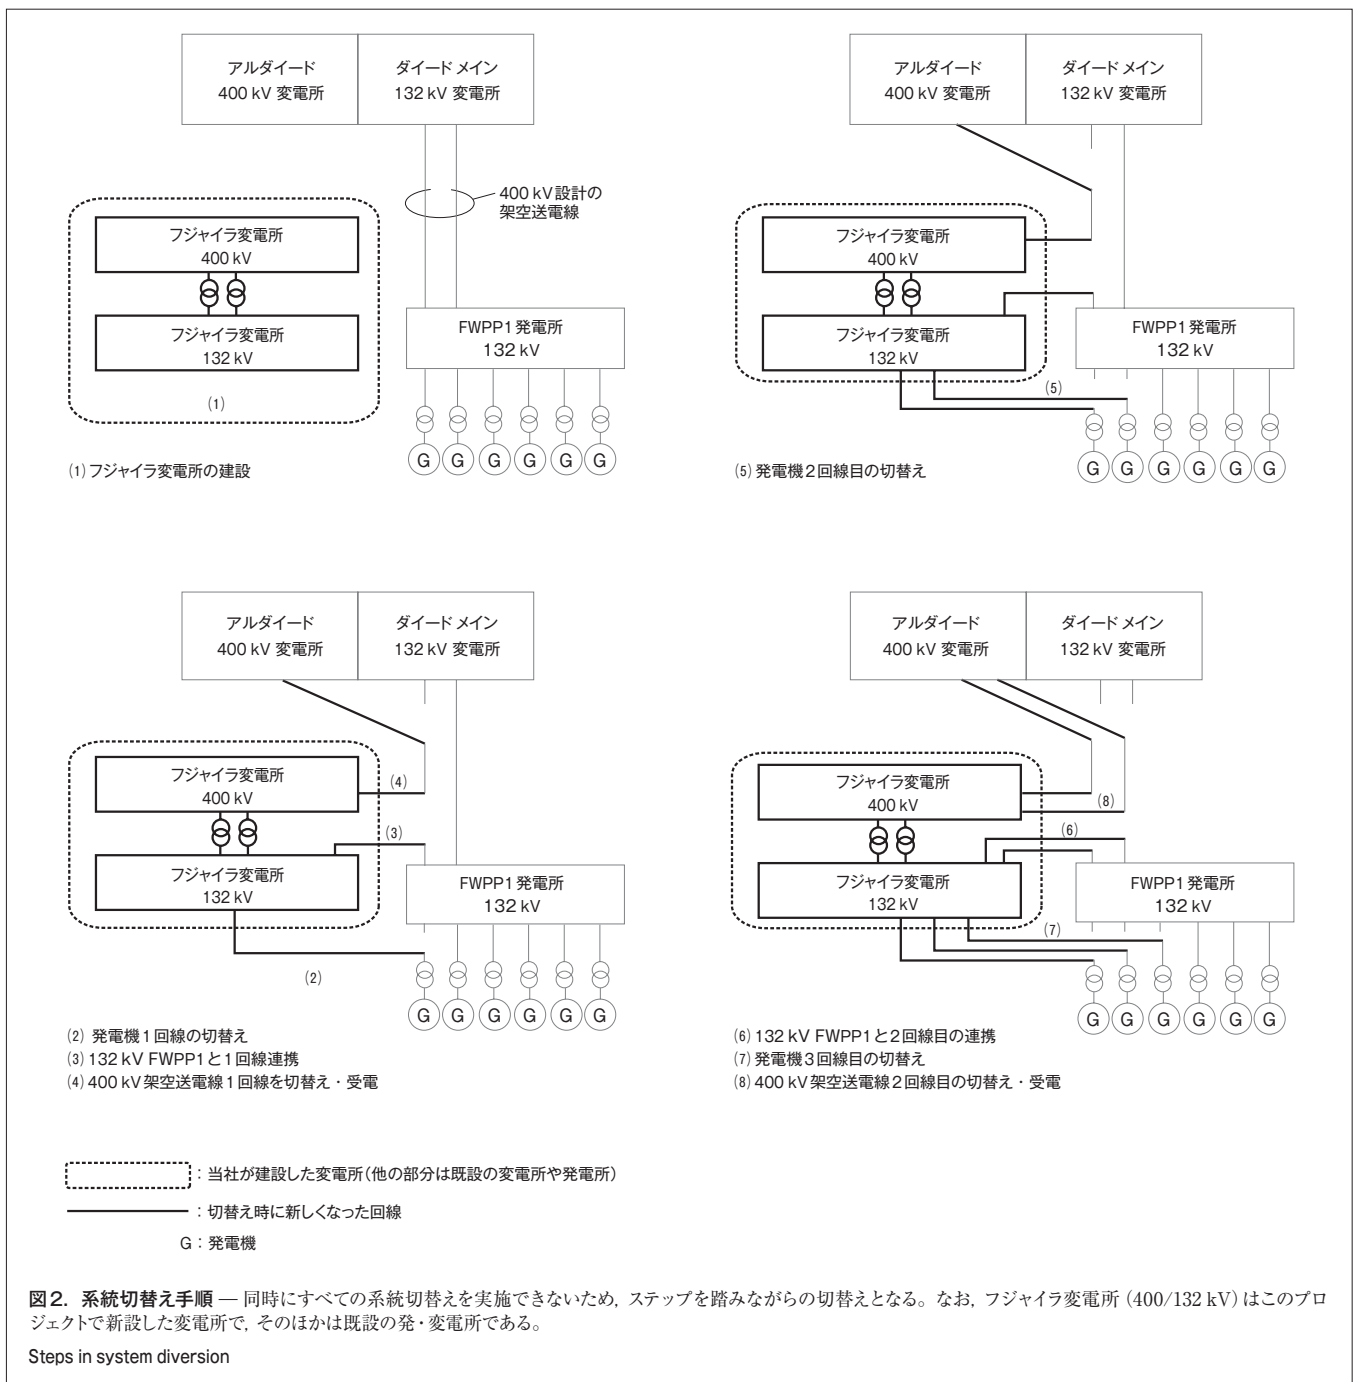 アルダイード
400 kV 変電所
ダイード メイン
132 kV 変電所
400 kV 設計の
架空送電線
フジャイラ変電所
400 kV
フジャイラ変電所
132 kV
(1)
FWPP1 発電所
132 kV
G G G G G G
(1) フジャイラ変電所の建設
アルダイード
400 kV 変電所
ダイード メイン
132 kV 変電所
フジャイラ変電所
400 kV
フジャイラ変電所
132 kV
FWPP1 発電所
132 kV
(5)
G G G G G G
(5) 発電機2回線目の切替え
アルダイード
400 kV 変電所
ダイード メイン
132 kV 変電所
フジャイラ変電所
400 kV
(4)
(3)
フジャイラ変電所
132 kV
FWPP1 発電所
132 kV
(2)
G G G G G G
(2) 発電機1回線の切替え
(3) 132 kV FWPP1と1回線連携
(4) 400 kV 架空送電線1回線を切替え・受電
アルダイード
400 kV 変電所
ダイード メイン
132 kV 変電所
フジャイラ変電所
400 kV
(8)
(6)
フジャイラ変電所
132 kV
FWPP1 発電所
132 kV
(7)
G G G G G G
(6) 132 kV FWPP1と2回線目の連携
(7) 発電機3回線目の切替え
(8) 400 kV 架空送電線2回線目の切替え・受電
：当社が建設した変電所(他の部分は既設の変電所や発電所)
：切替え時に新しくなった回線
G：発電機
図2. 系統切替え手順 — 同時にすべての系統切替えを実施できないため，ステップを踏みながらの切替えとなる。なお，フジャイラ変電所 (400/132 kV) はこのプロ
ジェクトで新設した変電所で，そのほかは既設の発・変電所である。
Steps in system diversion